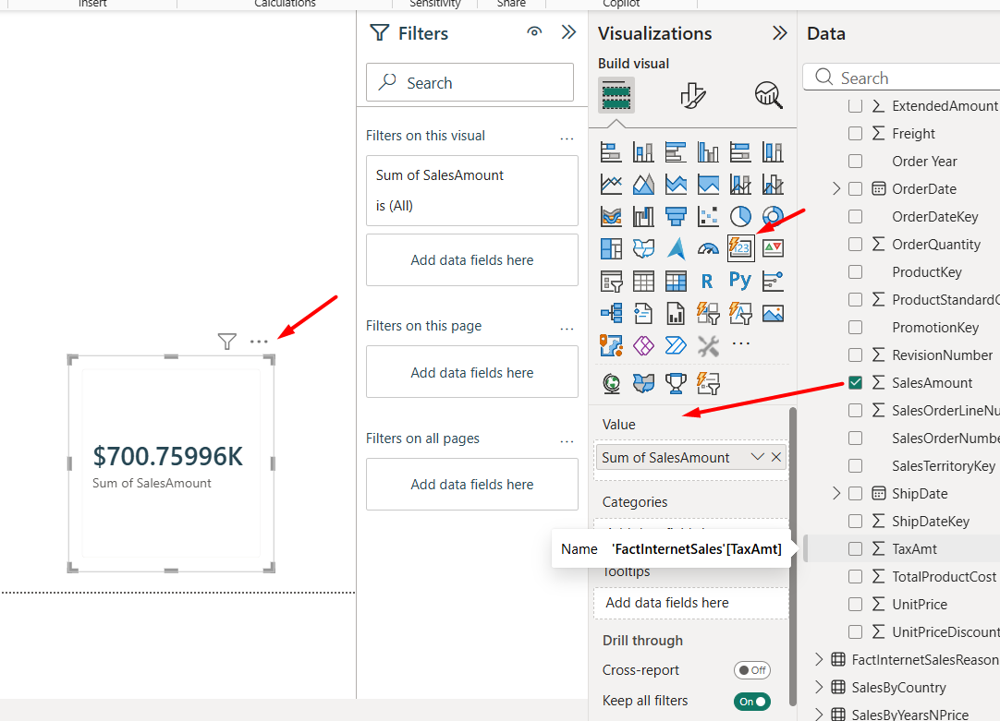 Insert
Calculations
Sensitivity
Share
Copilot
Filters
Search
Filters on this visual
...
Sum of SalesAmount
is (All)
Add data fields here
Filters on this page
...
Add data fields here
Filters on all pages
...
Add data fields here
$700.75996K
Sum of SalesAmount
Visualizations
Build visual
123
R
Py
...
Value
Sum of SalesAmount
Categories
Name 'FactInternetSales'[TaxAmt]
Tooltips
Add data fields here
Drill through
Cross-report
Off
Keep all filters
On
Data
Search
ExtendedAmount
Freight
Order Year
OrderDate
OrderDateKey
OrderQuantity
ProductKey
ProductStandardC
PromotionKey
RevisionNumber
SalesAmount
SalesOrderLineNu
SalesOrderNumbe
SalesTerritoryKey
ShipDate
ShipDateKey
TaxAmt
TotalProductCost
UnitPrice
UnitPriceDiscount
FactInternetSalesReason
SalesByCountry
SalesByYearsNPrice